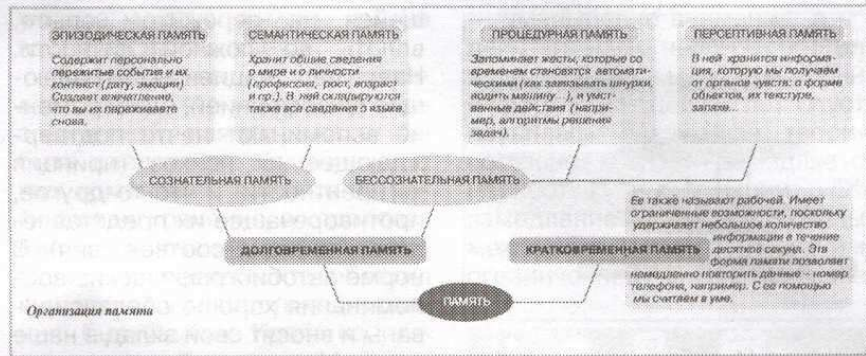 ЭПИЗОДИЧЕСКАЯ ПАМЯТЬ
Содержит персонально
пережитые события и их
контекст (дату, эмоции)
Создает впечатление,
что вы их переживаете
снова.
СЕМАНТИЧЕСКАЯ ПАМЯТЬ
Хранит общие сведения
о мире и о личности
(профессия, рост, возраст
и пр.). В ней складируются
также все сведения о языке.
ПРОЦЕДУРНАЯ ПАМЯТЬ
Запоминает жесты, которые со
временем становятся автомати-
ческими (как завязывать шнурки,
водить машину...), и умст-
венные действия (напри-
мер, алгоритмы решения
задач).
ПЕРСЕПТИВНАЯ ПАМЯТЬ
В ней хранится информа-
ция, которую мы получаем
от органов чувств: о форме
объектов, их текстуре,
запахе...
СОЗНАТЕЛЬНАЯ ПАМЯТЬ
БЕССОЗНАТЕЛЬНАЯ ПАМЯТЬ
ДОЛГОВРЕМЕННАЯ ПАМЯТЬ
КРАТКОВРЕМЕННАЯ ПАМЯТЬ
Ее также называют рабочей. Имеет
ограниченные возможности, поскольку
удерживает небольшое количество
информации в течение
десятков секунд. Эта
форма памяти позволяет
немедленно повторить данные – номер
телефона, например. С ее помощью
мы считаем в уме.
ПАМЯТЬ
Организация памяти